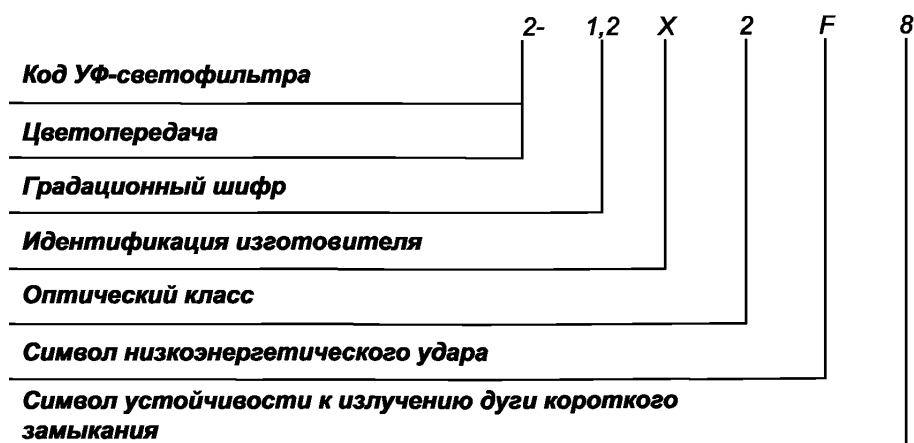 2- 1,2 X 2 F 8
Код УФ-светофильтра
Цветопередача
Градационный шифр
Идентификация изготовителя
Оптический класс
Символ низкоэнергетического удара
Символ устойчивости к излучению дуги короткого
замыкания